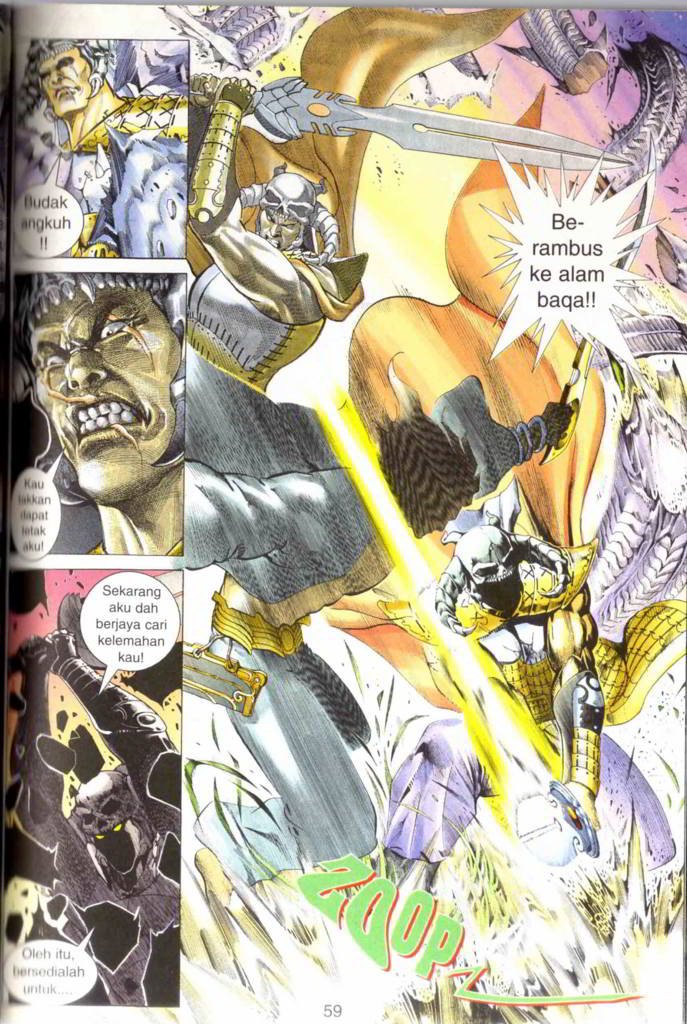 Budak
angkuh
!!
Kau
takkan
dapat
letak
aku!
Sekarang
aku dah
berjaya cari
kelemahan
kau!
Oleh itu,
bersedialah
untuk....
Be-
rambus
ke alam
baqa!!
ZOOP
59